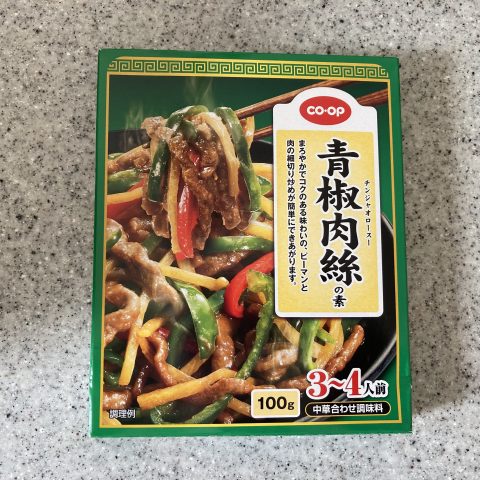 CO·OP
青椒肉絲の素
チンジャオロースー
まろやかでコクのある味わいの、ピーマンと
肉の細切り炒めが簡単にできあがります。
3〜4人前
100g
中華合わせ調味料
調理例